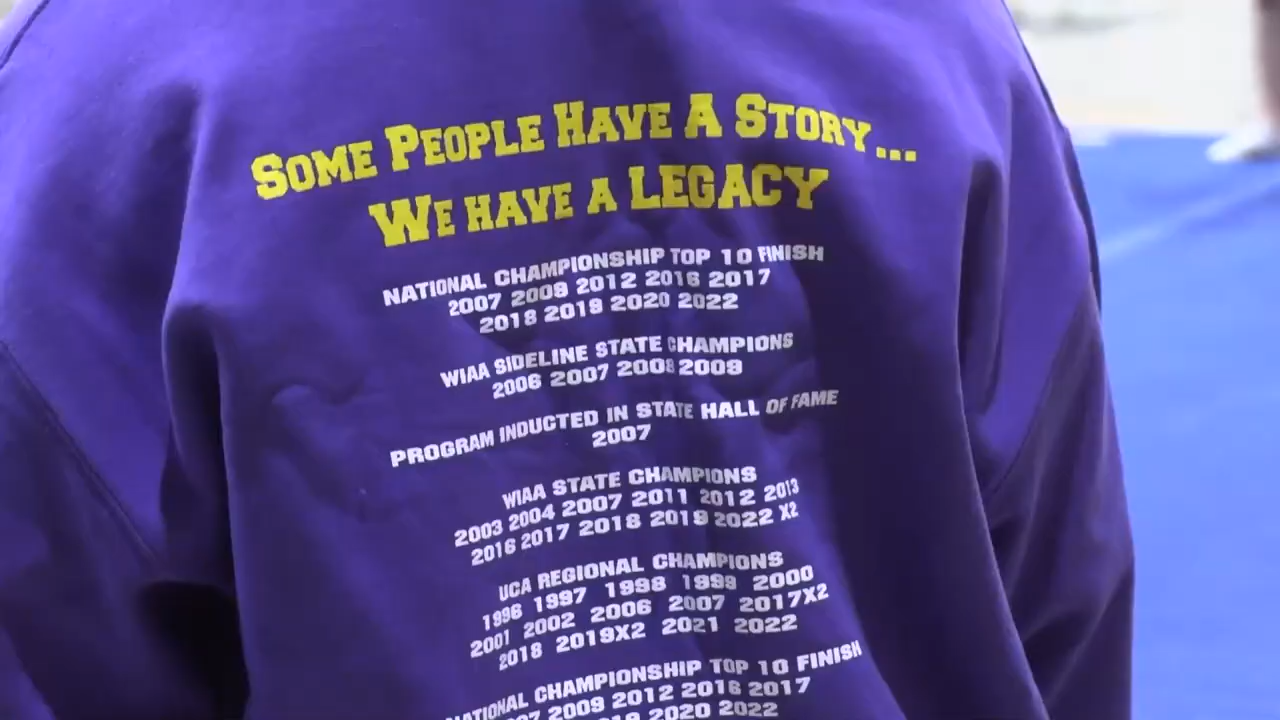 SOME PEOPLE HAVE A STORY...
WE HAVE A LEGACY
NATIONAL CHAMPIONSHIP TOP 10 FINISH
2007 2009 2012 2016 2017
2018 2019 2020 2022
WIAA SIDELINE STATE CHAMPIONS
2006 2007 2008 2009
PROGRAM INDUCTED IN STATE HALL OF FAME
2007
WIAA STATE CHAMPIONS
2003 2004 2007 2011 2012 2013
2016 2017 2018 2019 2022 X2
UCA REGIONAL CHAMPIONS
1996 1997 1998 1999 2000
2001 2002 2006 2007 2017X2
2018 2019X2 2021 2022
NATIONAL CHAMPIONSHIP TOP 10 FINISH
2009 2012 2016 2017
2020 2022